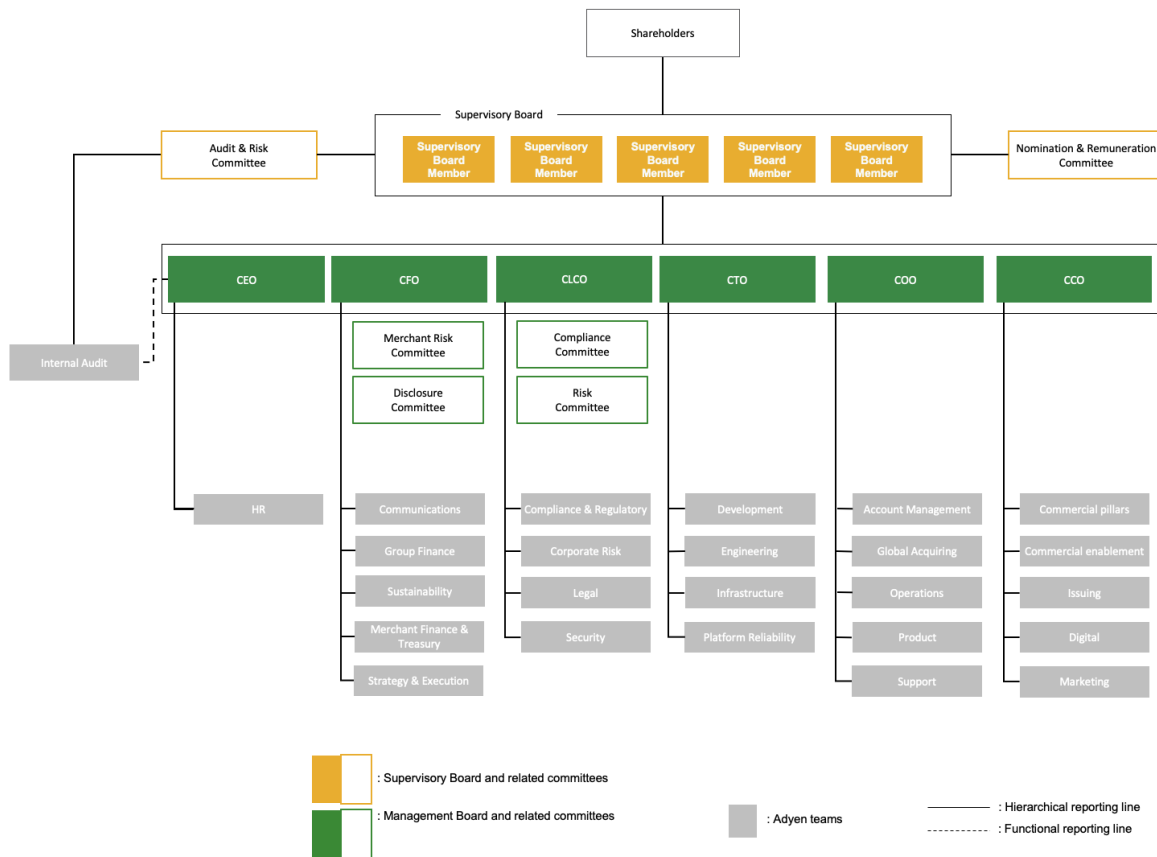 Shareholders
Supervisory Board
Audit & Risk
Committee
Supervisory
Board
Member
Supervisory
Board
Member
Supervisory
Board
Member
Supervisory
Board
Member
Supervisory
Board
Member
Nomination & Remuneration
Committee
CEO
CFO
CLCO
CTO
COO
CCO
Internal Audit
Merchant Risk
Committee
Compliance
Committee
Disclosure
Committee
Risk
Committee
HR
Communications
Compliance & Regulatory
Development
Account Management
Commercial pillars
Group Finance
Corporate Risk
Engineering
Global Acquiring
Commercial enablement
Sustainability
Legal
Infrastructure
Operations
Issuing
Merchant Finance &
Treasury
Security
Platform Reliability
Product
Digital
Strategy & Execution
Support
Marketing
: Supervisory Board and related committees
: Management Board and related committees
: Adyen teams
: Hierarchical reporting line
: Functional reporting line